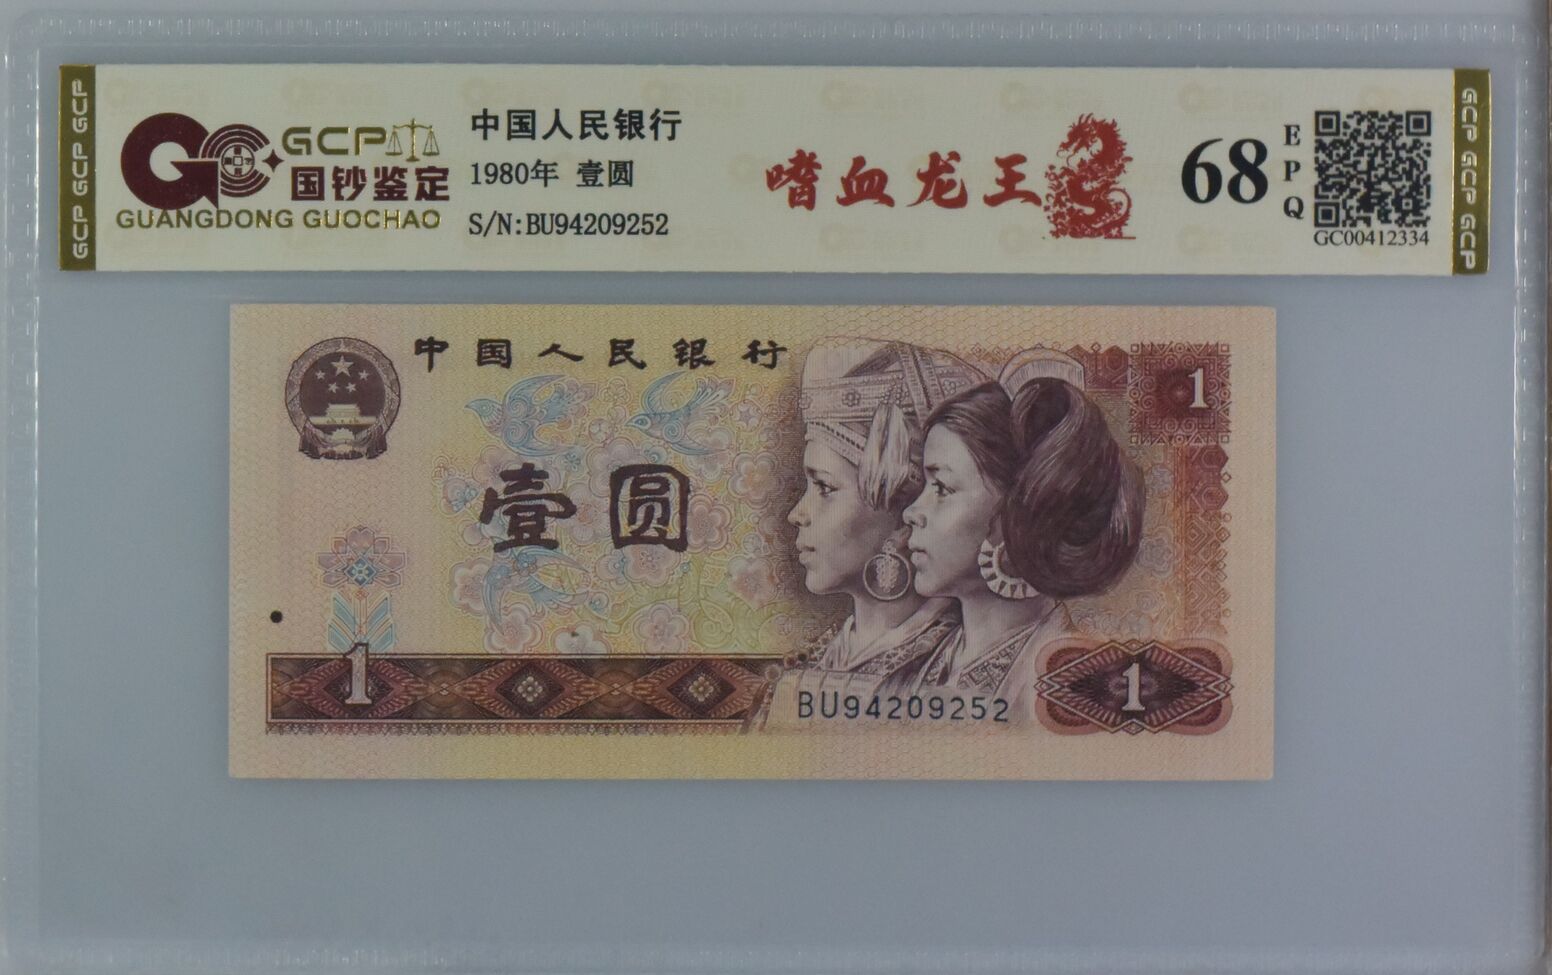 GCP GCP GCP
GCP
国钞鉴定
GUANGDONG GUOCHAO
中国人民银行
1980年 壹圆
S/N:BU94209252
嗜血龙王
68
EPQ
GC00412334
GCP GCP GCP
中国人民银行
1
壹圆
1
BU94209252
1